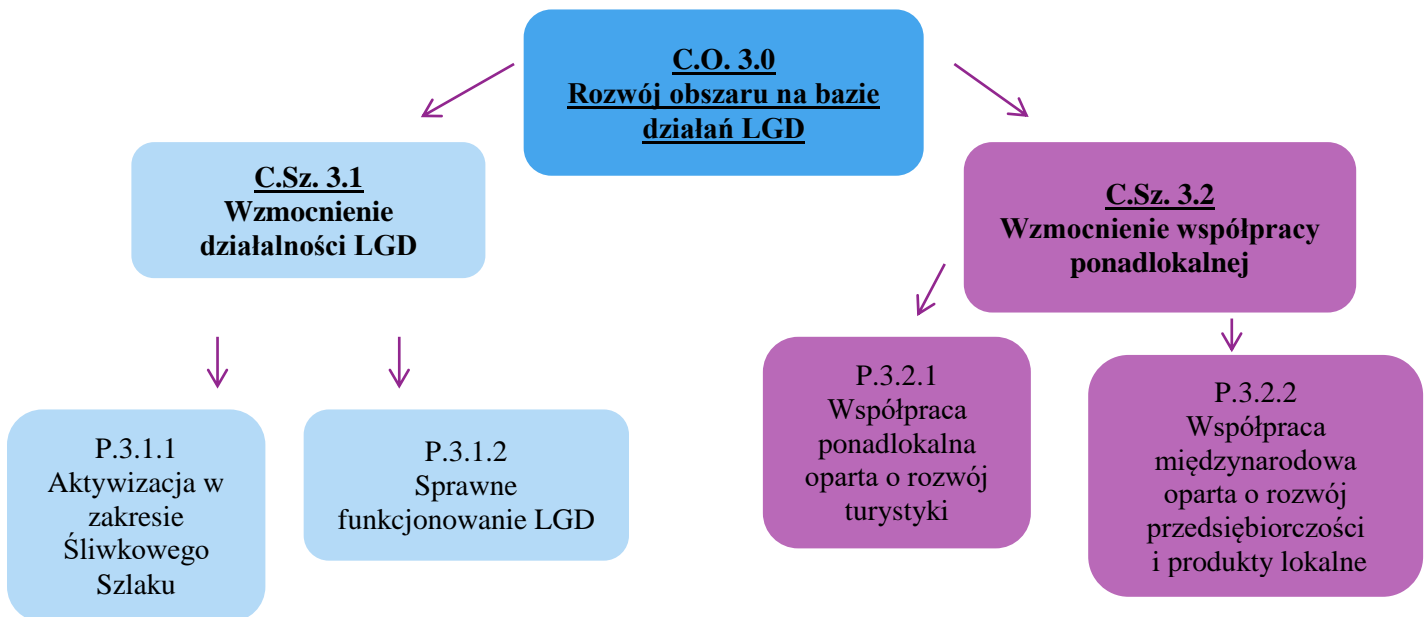 C.O. 3.0
Rozwój obszaru na bazie
działań LGD
C.Sz. 3.1
Wzmocnienie
działalności LGD
C.Sz. 3.2
Wzmocnienie współpracy
ponadlokalnej
P.3.1.1
Aktywizacja w
zakresie
Śliwkowego
Szlaku
P.3.1.2
Sprawne
funkcjonowanie LGD
P.3.2.1
Współpraca
ponadlokalna
oparta o rozwój
turystyki
P.3.2.2
Współpraca
międzynarodowa
oparta o rozwój
przedsiębiorczości
i produkty lokalne